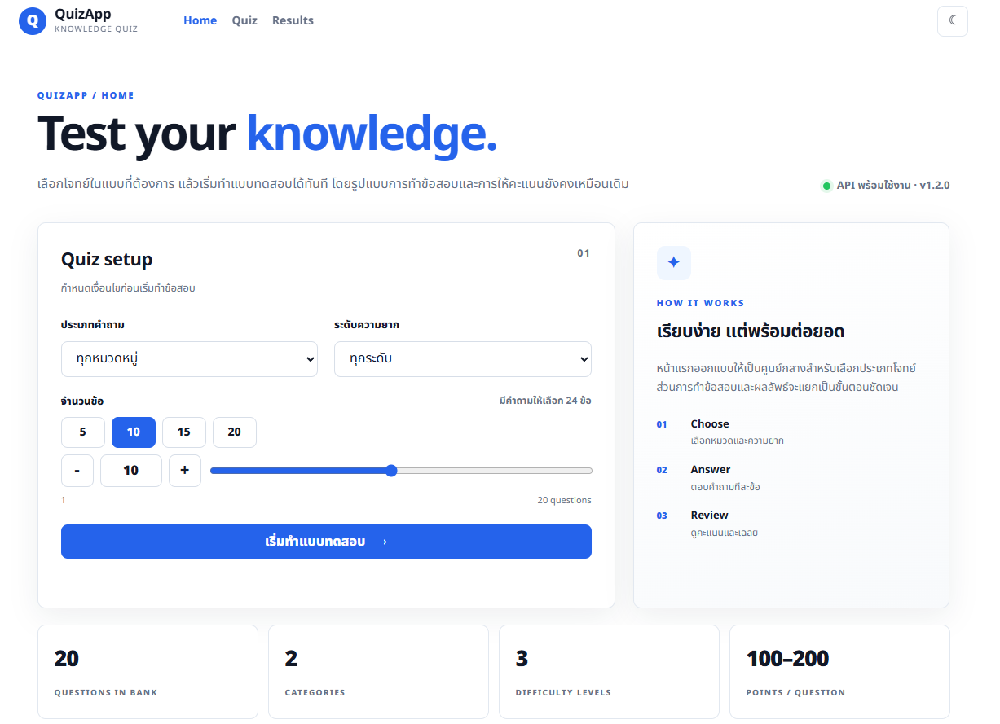 Q
QuizApp
KNOWLEDGE QUIZ
Home
Quiz
Results
QUIZAPP / HOME
Test your knowledge.
เลือกโจทย์ในแบบที่ต้องการ แล้วเริ่มทำแบบทดสอบได้ทันที โดยรูปแบบการทำข้อสอบและการให้คะแนนยังคงเหมือนเดิม
API พร้อมใช้งาน · v1.2.0
Quiz setup
01
กำหนดเงื่อนไขก่อนเริ่มทำข้อสอบ
ประเภทคำถาม
ระดับความยาก
ทุกหมวดหมู่
ทุกระดับ
จำนวนข้อ
มีคำถามให้เลือก 24 ข้อ
5
10
15
20
-
10
+
1
20 questions
เริ่มทำแบบทดสอบ →
HOW IT WORKS
เรียบง่าย แต่พร้อมต่อยอด
หน้าแรกออกแบบให้เป็นศูนย์กลางสำหรับเลือกประเภทโจทย์
ส่วนการทำข้อสอบและผลลัพธ์จะแยกเป็นขั้นตอนชัดเจน
01
Choose
เลือกหมวดและความยาก
02
Answer
ตอบคำถามทีละข้อ
03
Review
ดูคะแนนและเฉลย
20
QUESTIONS IN BANK
2
CATEGORIES
3
DIFFICULTY LEVELS
100–200
POINTS / QUESTION